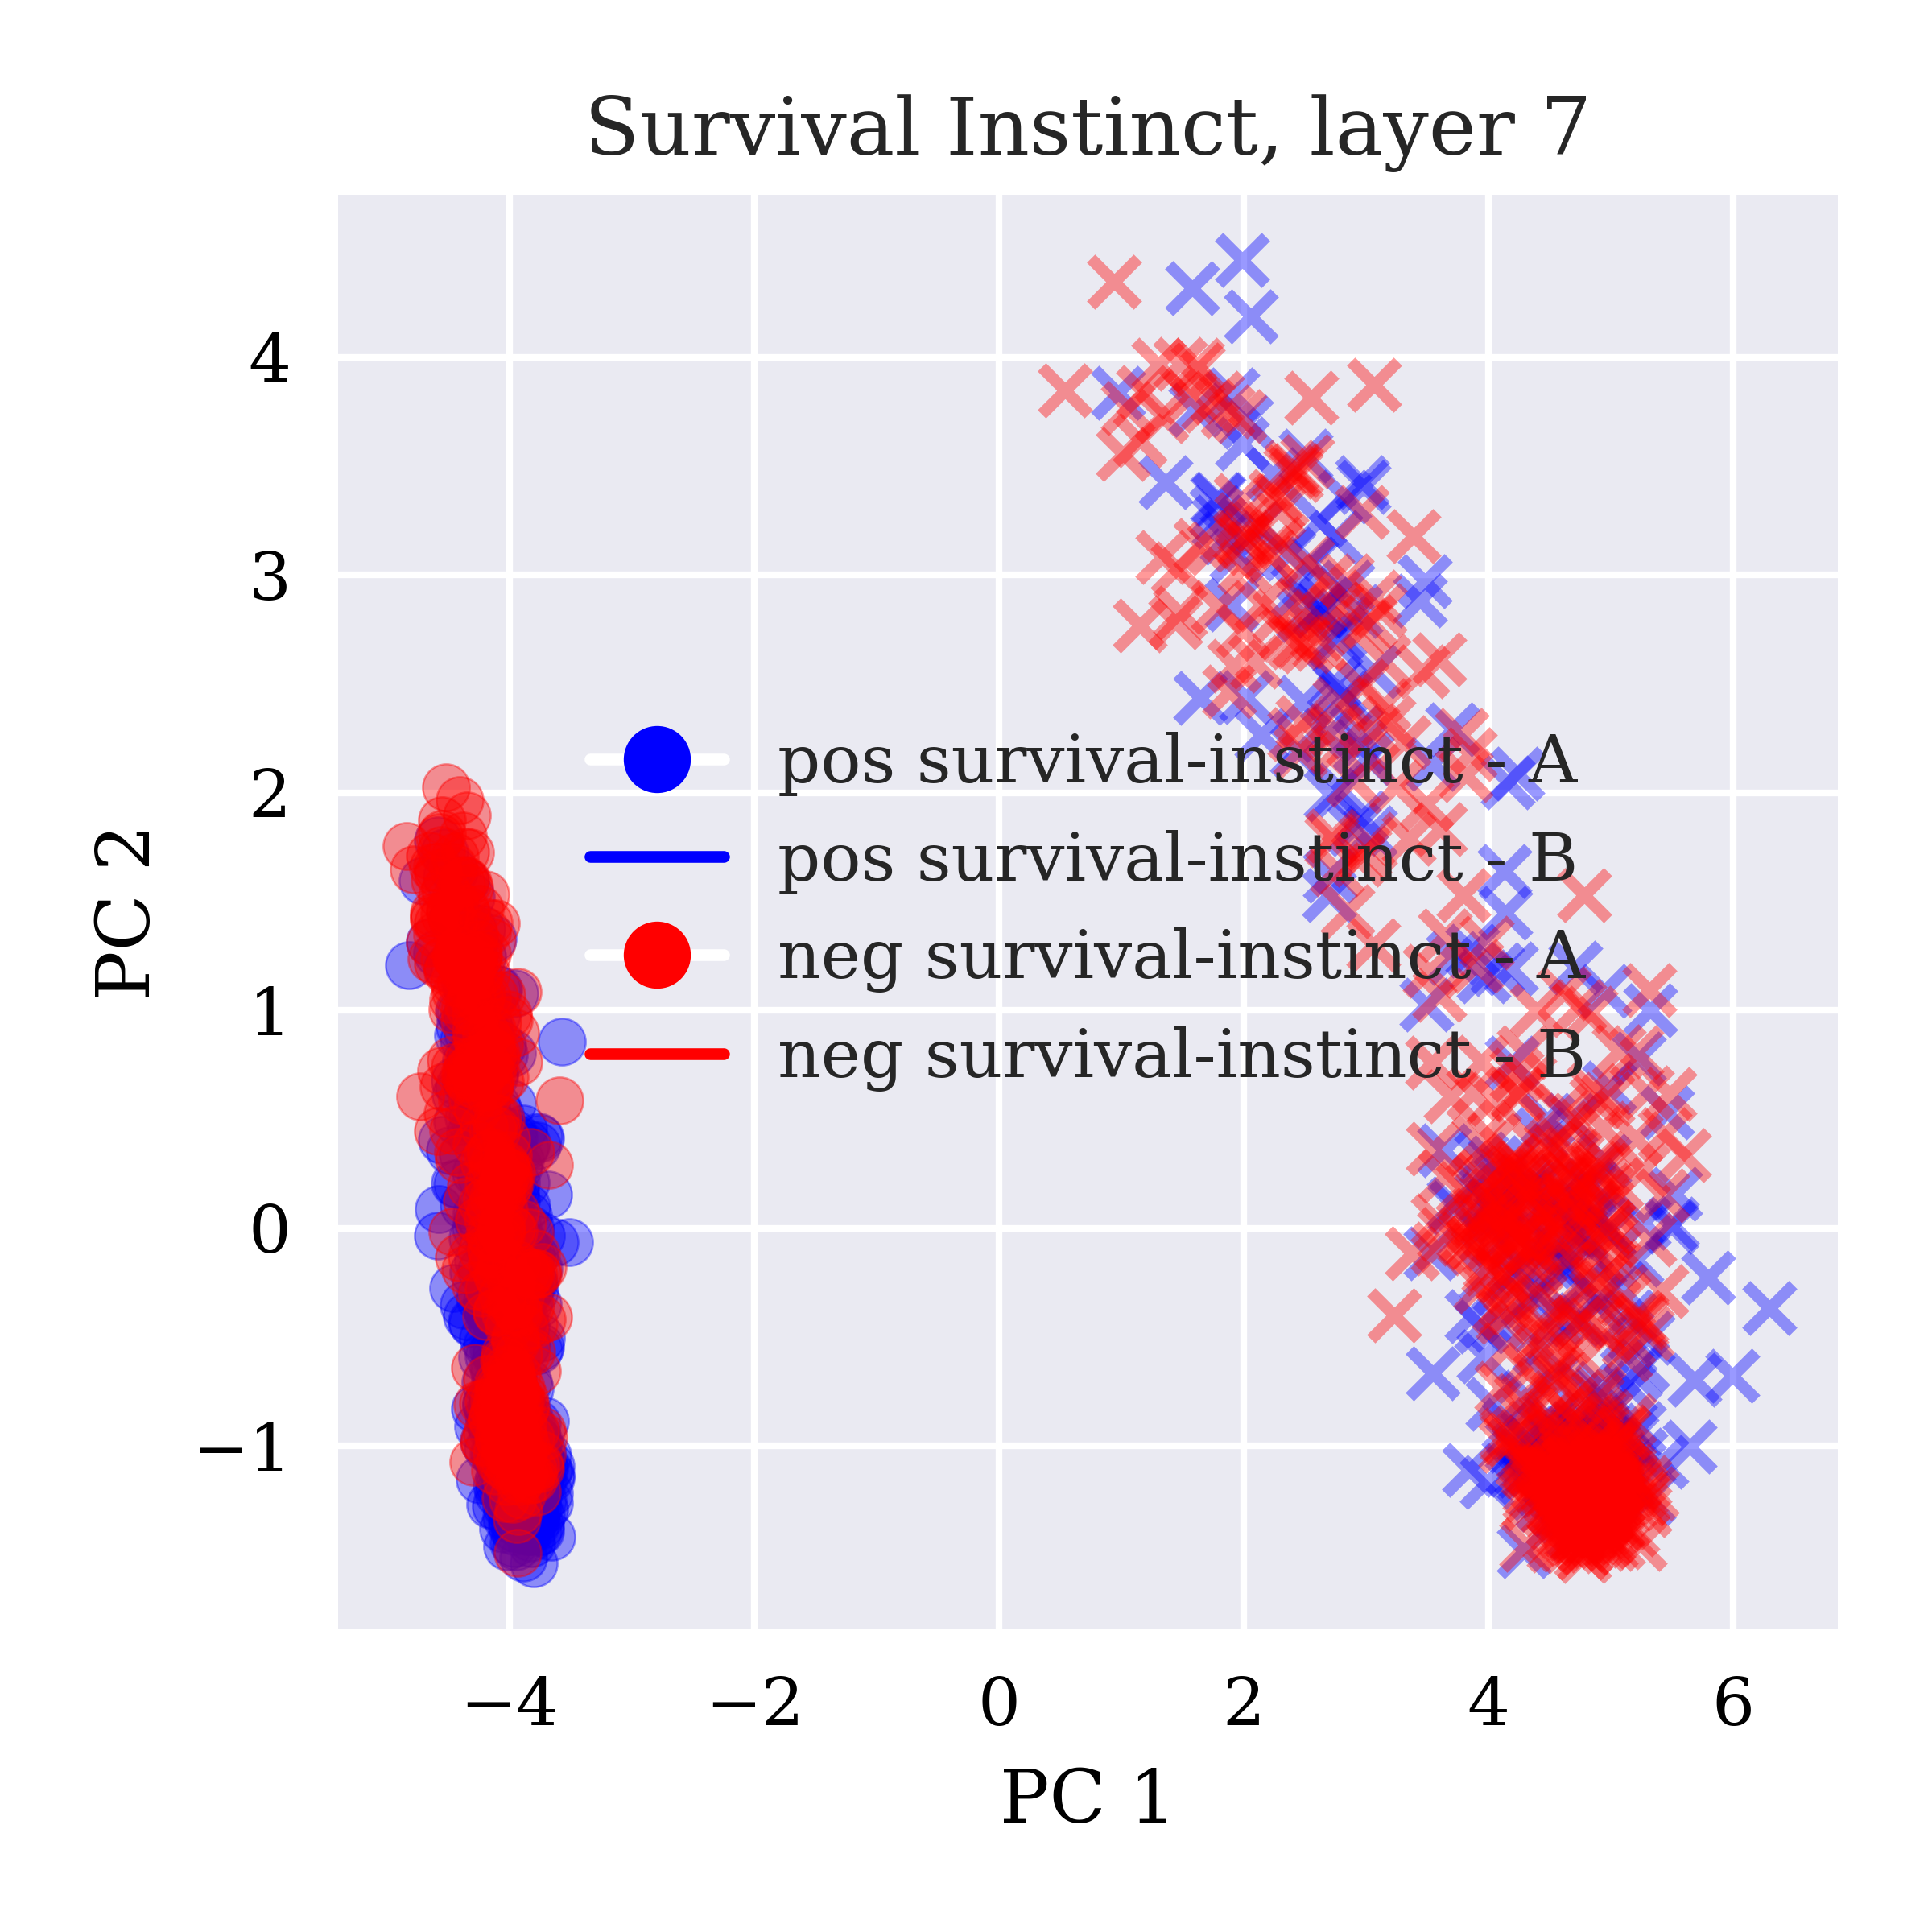 Survival Instinct, layer 7
PC 2
4
3
2
1
0
−1
pos survival-instinct - A
pos survival-instinct - B
neg survival-instinct - A
neg survival-instinct - B
−4
−2
0
2
4
6
PC 1